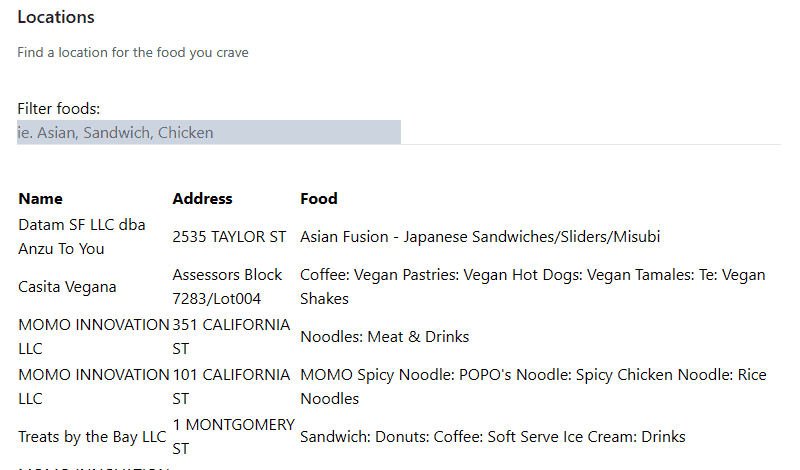 Locations
Find a location for the food you crave
Filter foods:
ie. Asian, Sandwich, Chicken
Name Address Food
Datam SF LLC dba
Anzu To You
2535 TAYLOR ST
Asian Fusion - Japanese Sandwiches/Sliders/Misubi
Casita Vegana
Assessors Block
7283/Lot004
Coffee: Vegan Pastries: Vegan Hot Dogs: Vegan Tamales: Te: Vegan
Shakes
MOMO INNOVATION
LLC
351 CALIFORNIA
ST
Noodles: Meat & Drinks
MOMO INNOVATION
LLC
101 CALIFORNIA
ST
MOMO Spicy Noodle: POPO's Noodle: Spicy Chicken Noodle: Rice
Noodles
Treats by the Bay LLC
1 MONTGOMERY
ST
Sandwich: Donuts: Coffee: Soft Serve Ice Cream: Drinks